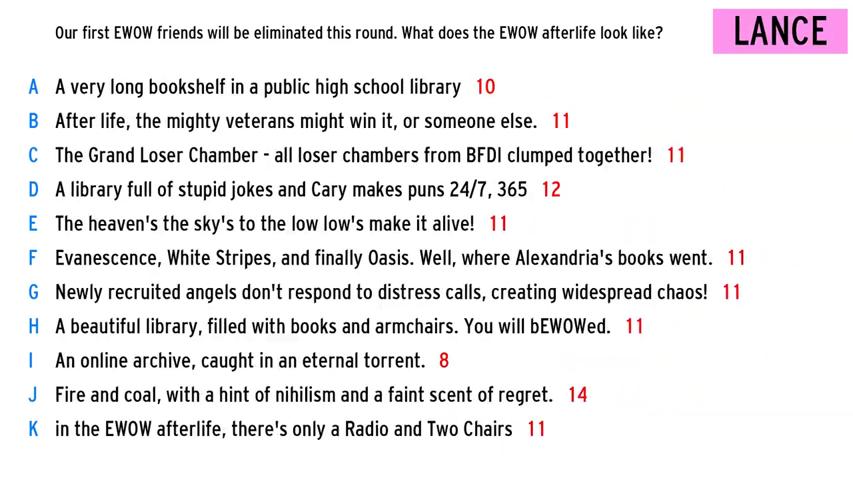 Our first EWOW friends will be eliminated this round. What does the EWOW afterlife look like?
LANCE
A A very long bookshelf in a public high school library 10
B After life, the mighty veterans might win it, or someone else. 11
C The Grand Loser Chamber - all loser chambers from BFDI clumped together! 11
D A library full of stupid jokes and Cary makes puns 24/7, 365 12
E The heaven's the sky's to the low low's make it alive! 11
F Evanescence, White Stripes, and finally Oasis. Well, where Alexandria's books went. 11
G Newly recruited angels don't respond to distress calls, creating widespread chaos! 11
H A beautiful library, filled with books and armchairs. You will bEWOWed. 11
I An online archive, caught in an eternal torrent. 8
J Fire and coal, with a hint of nihilism and a faint scent of regret. 14
K in the EWOW afterlife, there's only a Radio and Two Chairs 11